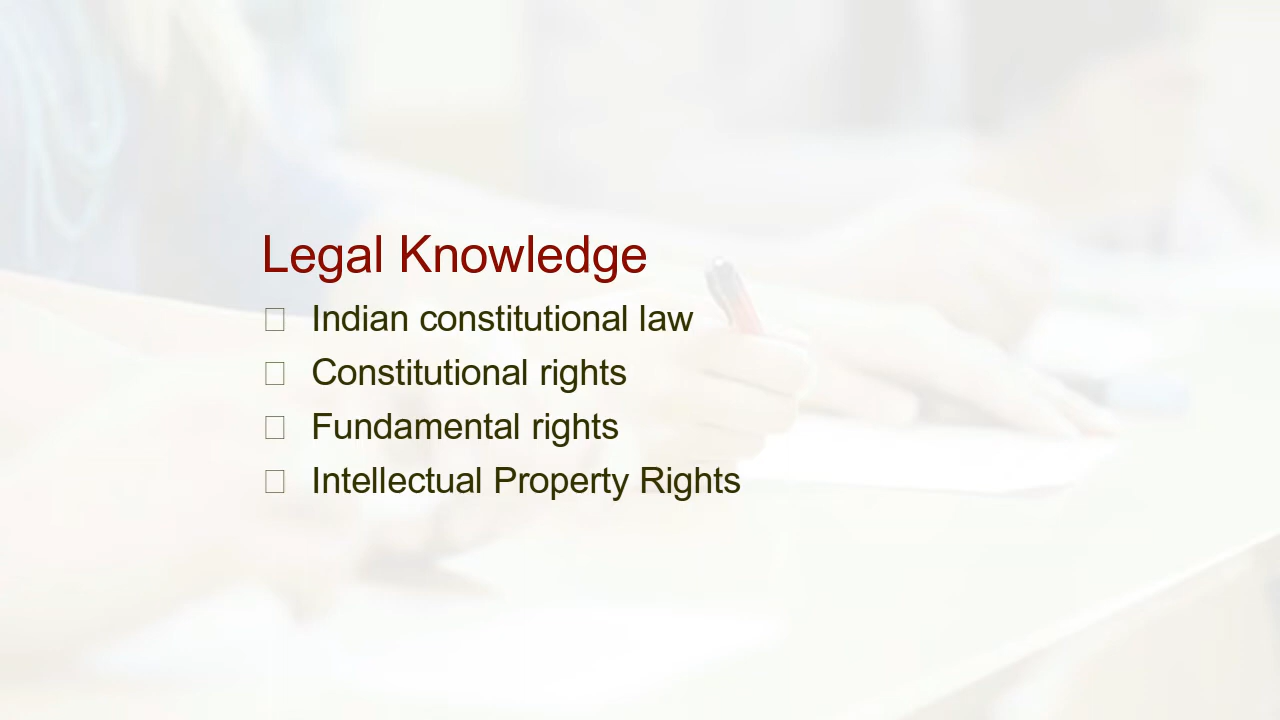 Legal Knowledge
Indian constitutional law
Constitutional rights
Fundamental rights
Intellectual Property Rights